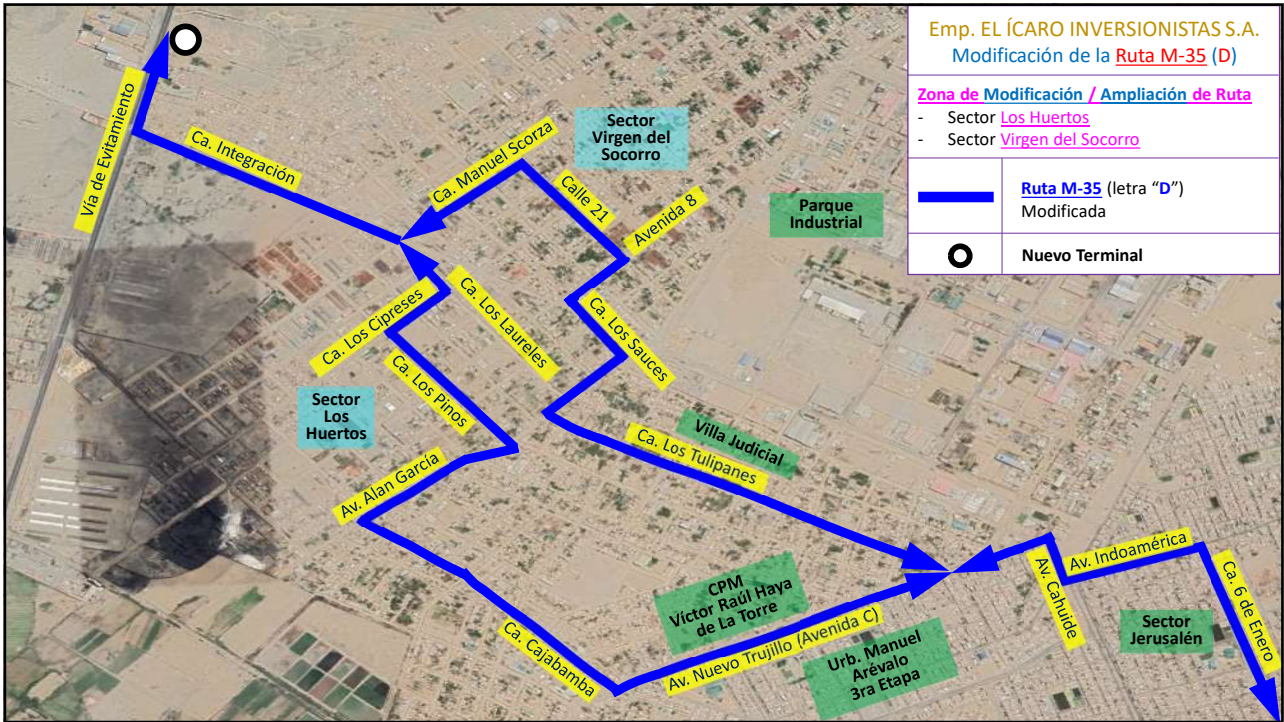 Emp. EL ÍCARO INVERSIONISTAS S.A.
Modificación de la Ruta M-35 (D)
Zona de Modificación / Ampliación de Ruta
- Sector Los Huertos
- Sector Virgen del Socorro
Ruta M-35 (letra “D”)
Modificada
Nuevo Terminal
Vía de Evitamiento
Ca. Integración
Ca. Manuel Scorza
Sector
Virgen del
Socorro
Calle 21
Avenida 8
Parque
Industrial
Ca. Los Cipreses
Ca. Los Laureles
Ca. Los Sauces
Ca. Los Pinos
Sector
Los
Huertos
Villa Judicial
Ca. Los Tulipanes
Av. Alan García
Av. Indoamérica
Av. Cahuide
Ca. 6 de Enero
Sector
Jerusalén
CPM
Víctor Raúl Haya
de La Torre
Av. Nuevo Trujillo (Avenida C)
Ca. Cajabamba
Urb. Manuel
Arévalo
3ra Etapa